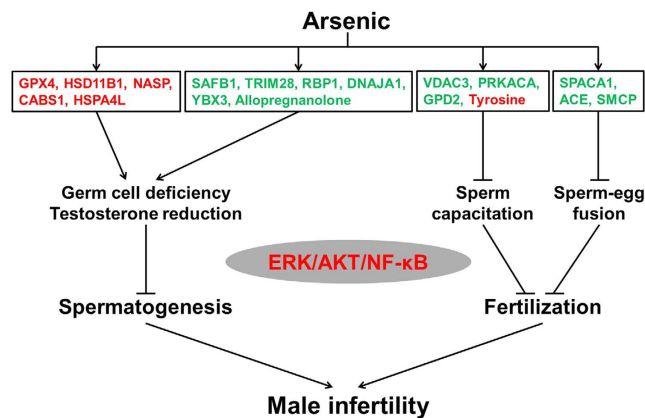 Arsenic
GPX4, HSD11B1, NASP,
CABS1, HSPA4L
SAFB1, TRIM28, RBP1, DNAJA1,
YBX3, Allopregnanolone
VDAC3, PRKACA,
GPD2, Tyrosine
SPACA1,
ACE, SMCP
Germ cell deficiency
Testosterone reduction
Sperm
capacitation
Sperm-egg
fusion
ERK/AKT/NF-κB
Spermatogenesis
Fertilization
Male infertility